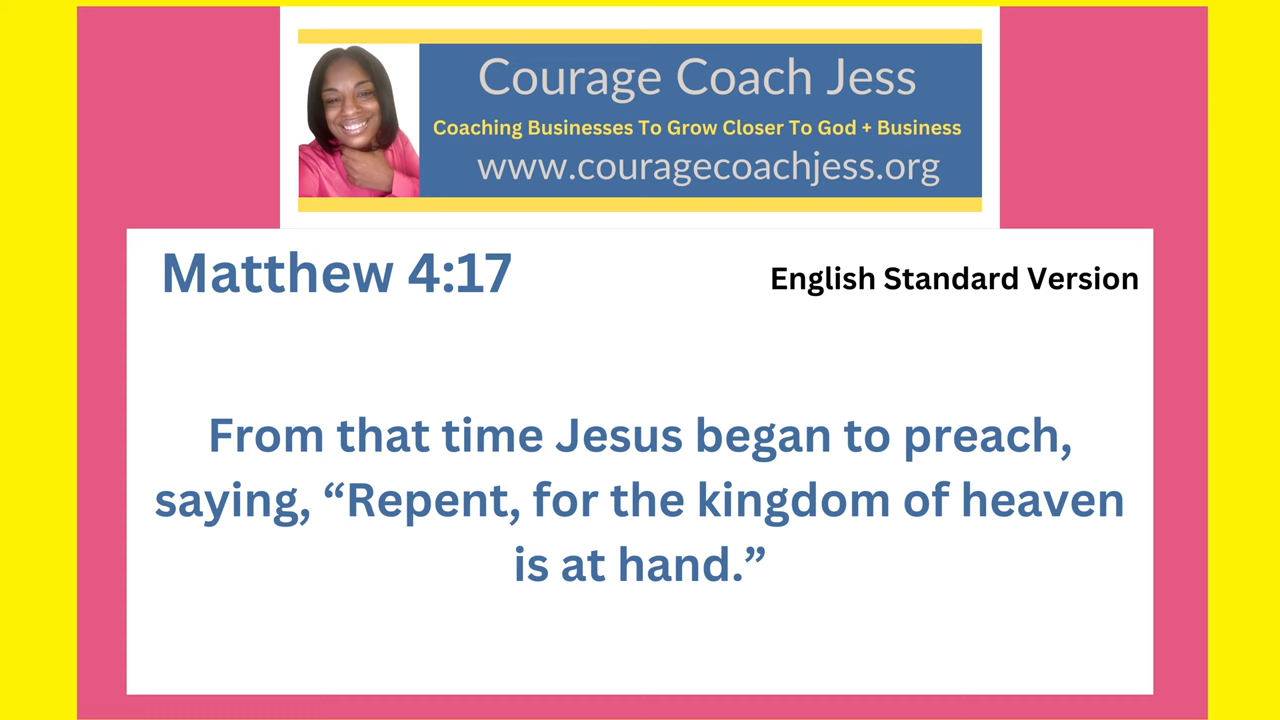 Courage Coach Jess
Coaching Businesses To Grow Closer To God + Business
www.couragecoachjess.org
Matthew 4:17
English Standard Version
From that time Jesus began to preach,
saying, “Repent, for the kingdom of heaven
is at hand.”